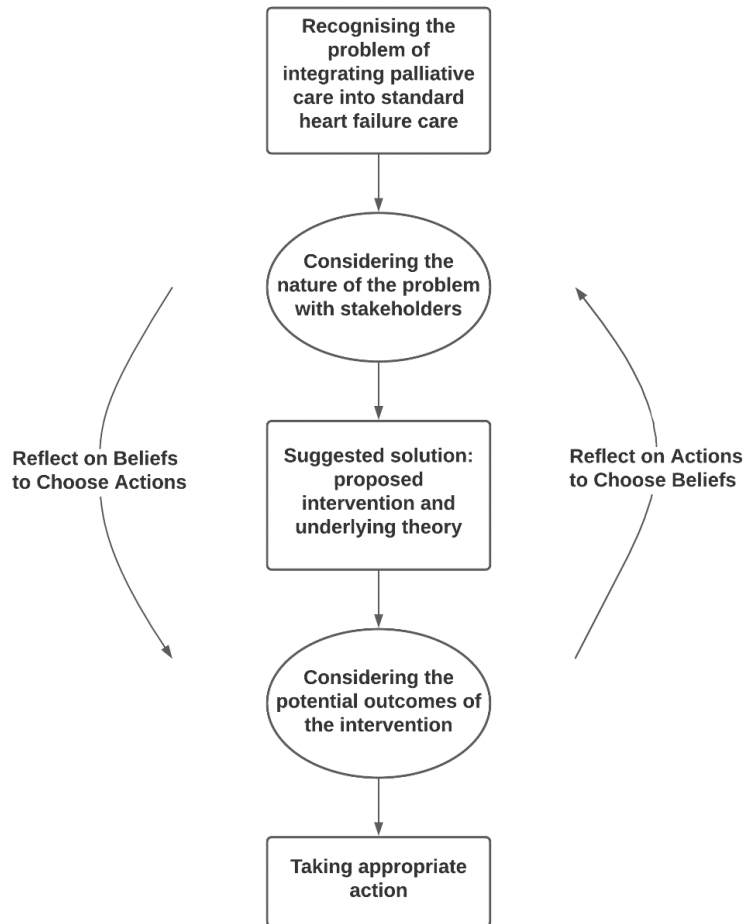 Recognising the
problem of
integrating palliative
care into standard
heart failure care
Considering the
nature of the problem
with stakeholders
Reflect on Beliefs
to Choose Actions
Reflect on Actions
to Choose Beliefs
Suggested solution:
proposed
intervention and
underlying theory
Considering the
potential outcomes of
the intervention
Taking appropriate
action